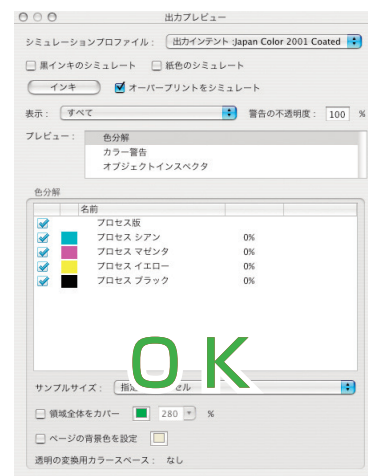 出力プレビュー
シミュレーションプロファイル： 出力インテント :Japan Color 2001 Coated
黒インキのシミュレート 紙色のシミュレート
インキ オーバープリントをシミュレート
表示： すべて 警告の不透明度： 100 %
プレビュー： 色分解
カラー警告
オブジェクトインスペクタ
色分解
名前
プロセス版
プロセス シアン 0%
プロセス マゼンタ 0%
プロセス イエロー 0%
プロセス ブラック 0%
OK
サンプルサイズ： 指定
領域全体をカバー 280 %
ページの背景色を設定
透明の変換用カラースペース： なし